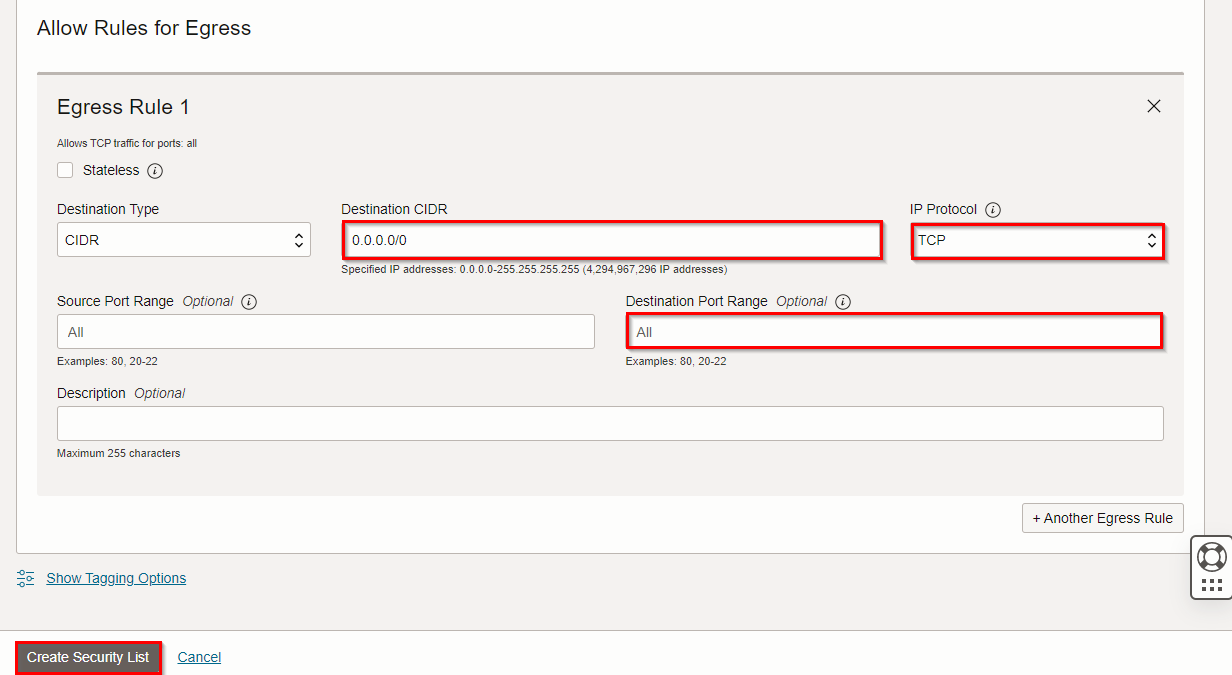 Allow Rules for Egress
Egress Rule 1
Allows TCP traffic for ports: all
Stateless
Destination Type
Destination CIDR
IP Protocol
CIDR
0.0.0.0/0
TCP
Specified IP addresses: 0.0.0.0-255.255.255.255 (4,294,967,296 IP addresses)
Source Port Range Optional
Destination Port Range Optional
All
All
Examples: 80, 20-22
Examples: 80, 20-22
Description Optional
Maximum 255 characters
+ Another Egress Rule
Show Tagging Options
Create Security List
Cancel